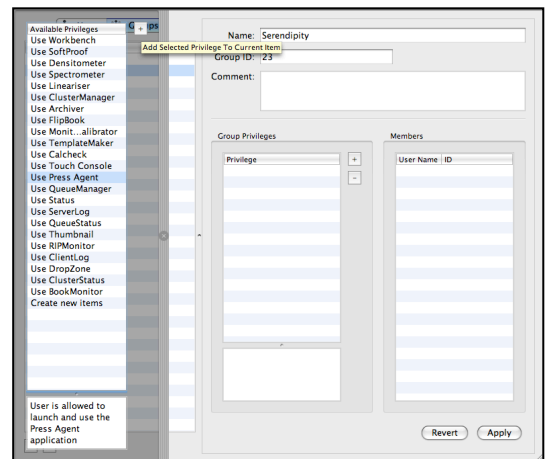 Groups
Available Privileges
+
Add Selected Privilege To Current Item
Use Workbench
Use SoftProof
Use Densitometer
Use Spectrometer
Use Lineariser
Use ClusterManager
Use Archiver
Use FlipBook
Use Monit...alibrator
Use TemplateMaker
Use Calcheck
Use Touch Console
Use Press Agent
Use QueueManager
Use Status
Use ServerLog
Use QueueStatus
Use Thumbnail
Use RIPMonitor
Use ClientLog
Use DropZone
Use ClusterStatus
Use BookMonitor
Create new items
User is allowed to
launch and use the
Press Agent
application
Name: Serendipity
Group ID: 23
Comment:
Group Privileges
Privilege
+
-
Members
User Name ID
Revert Apply